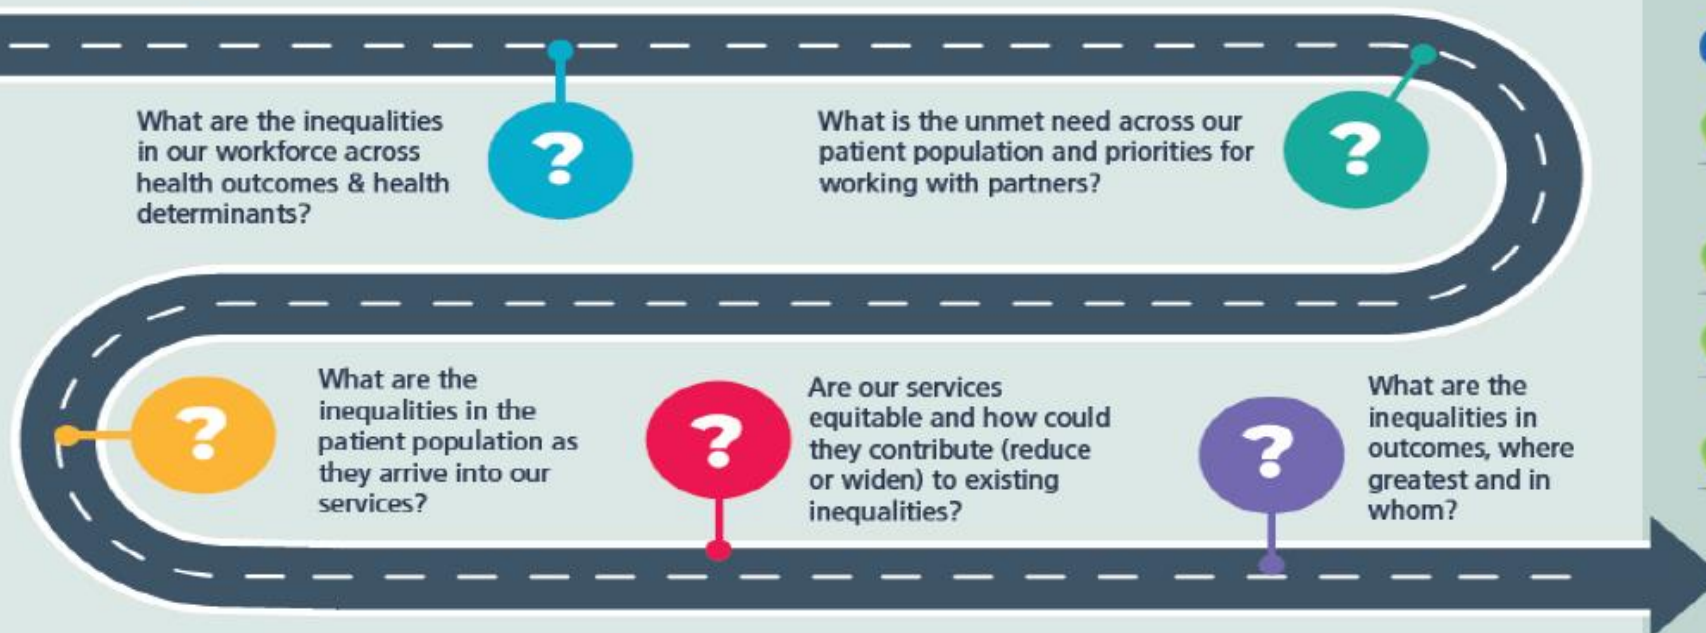 What are the inequalities
in our workforce across
health outcomes & health
determinants?
?
What is the unmet need across our
patient population and priorities for
working with partners?
?
?
What are the
inequalities in the
patient population as
they arrive into our
services?
?
Are our services
equitable and how could
they contribute (reduce
or widen) to existing
inequalities?
?
What are the
inequalities in
outcomes, where
greatest and in
whom?